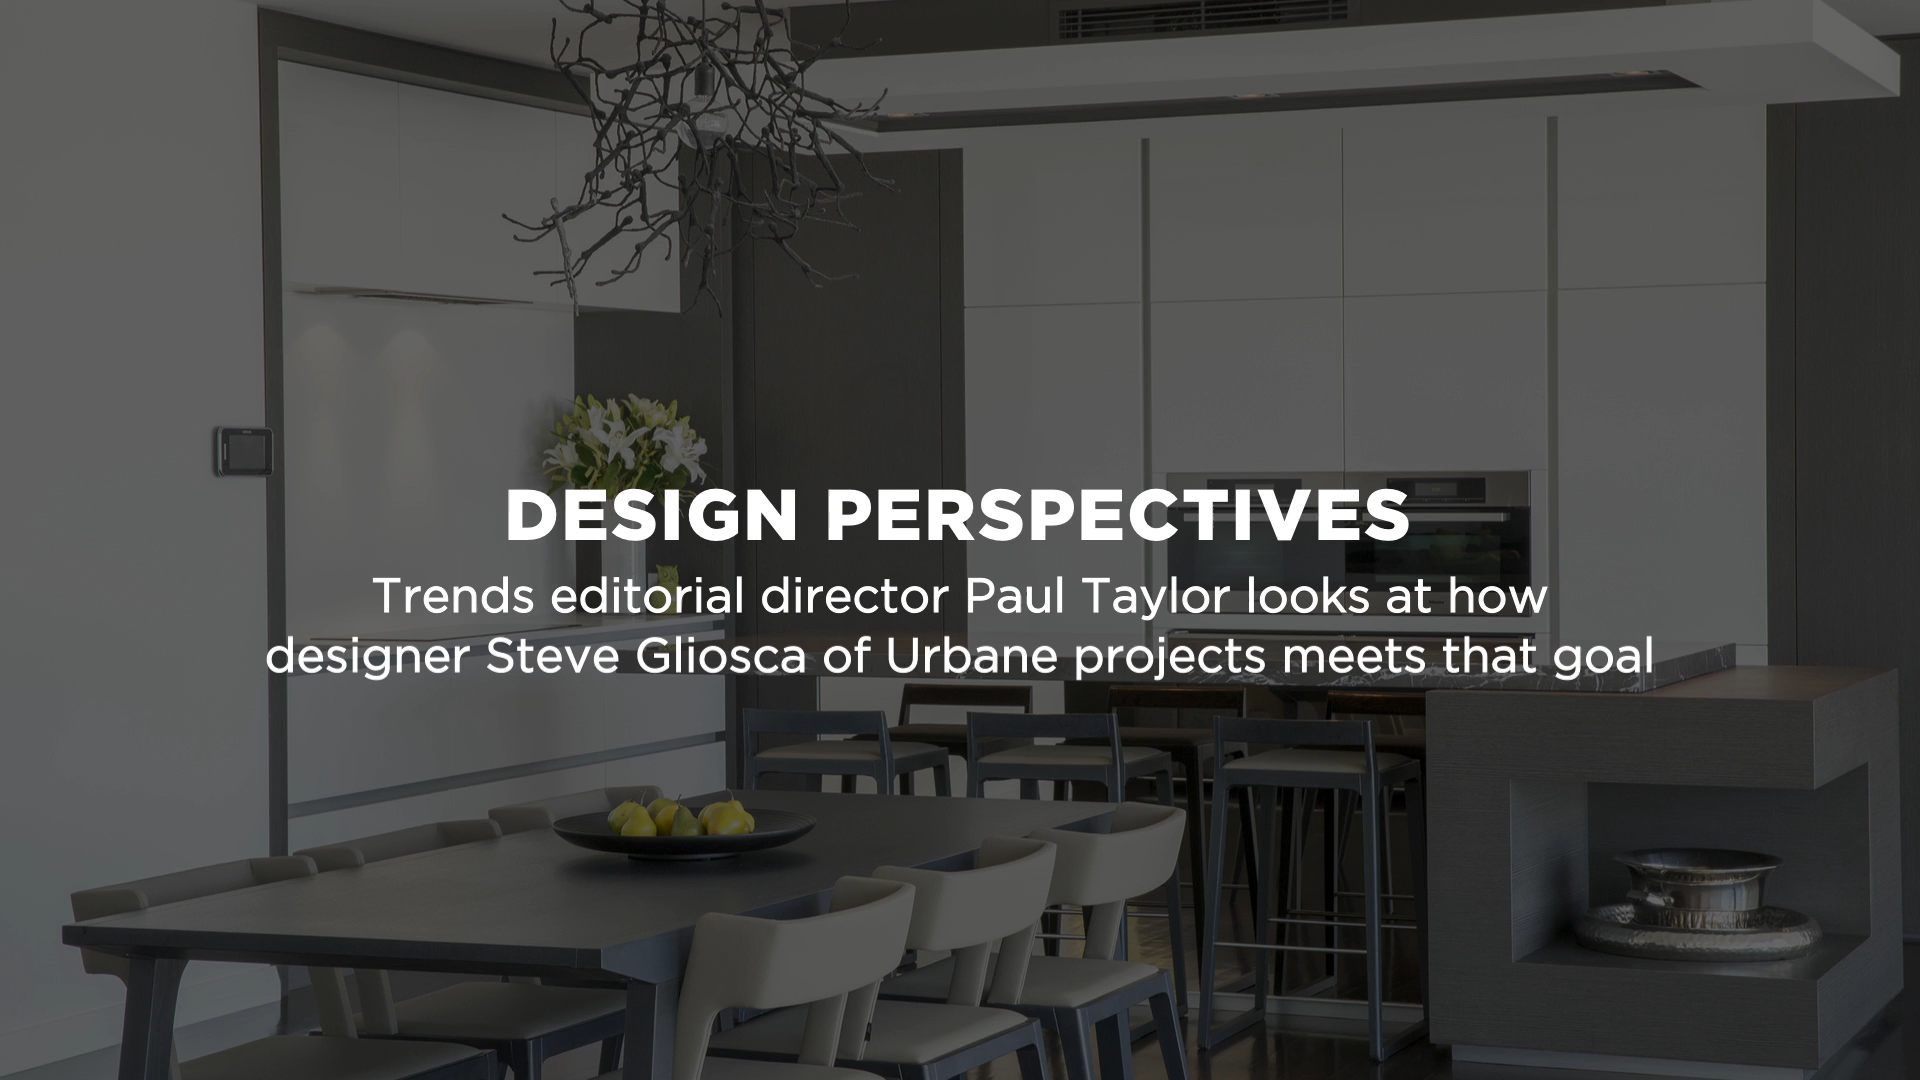 DESIGN PERSPECTIVES
Trends editorial director Paul Taylor looks at how
designer Steve Gliosca of Urbane projects meets that goal